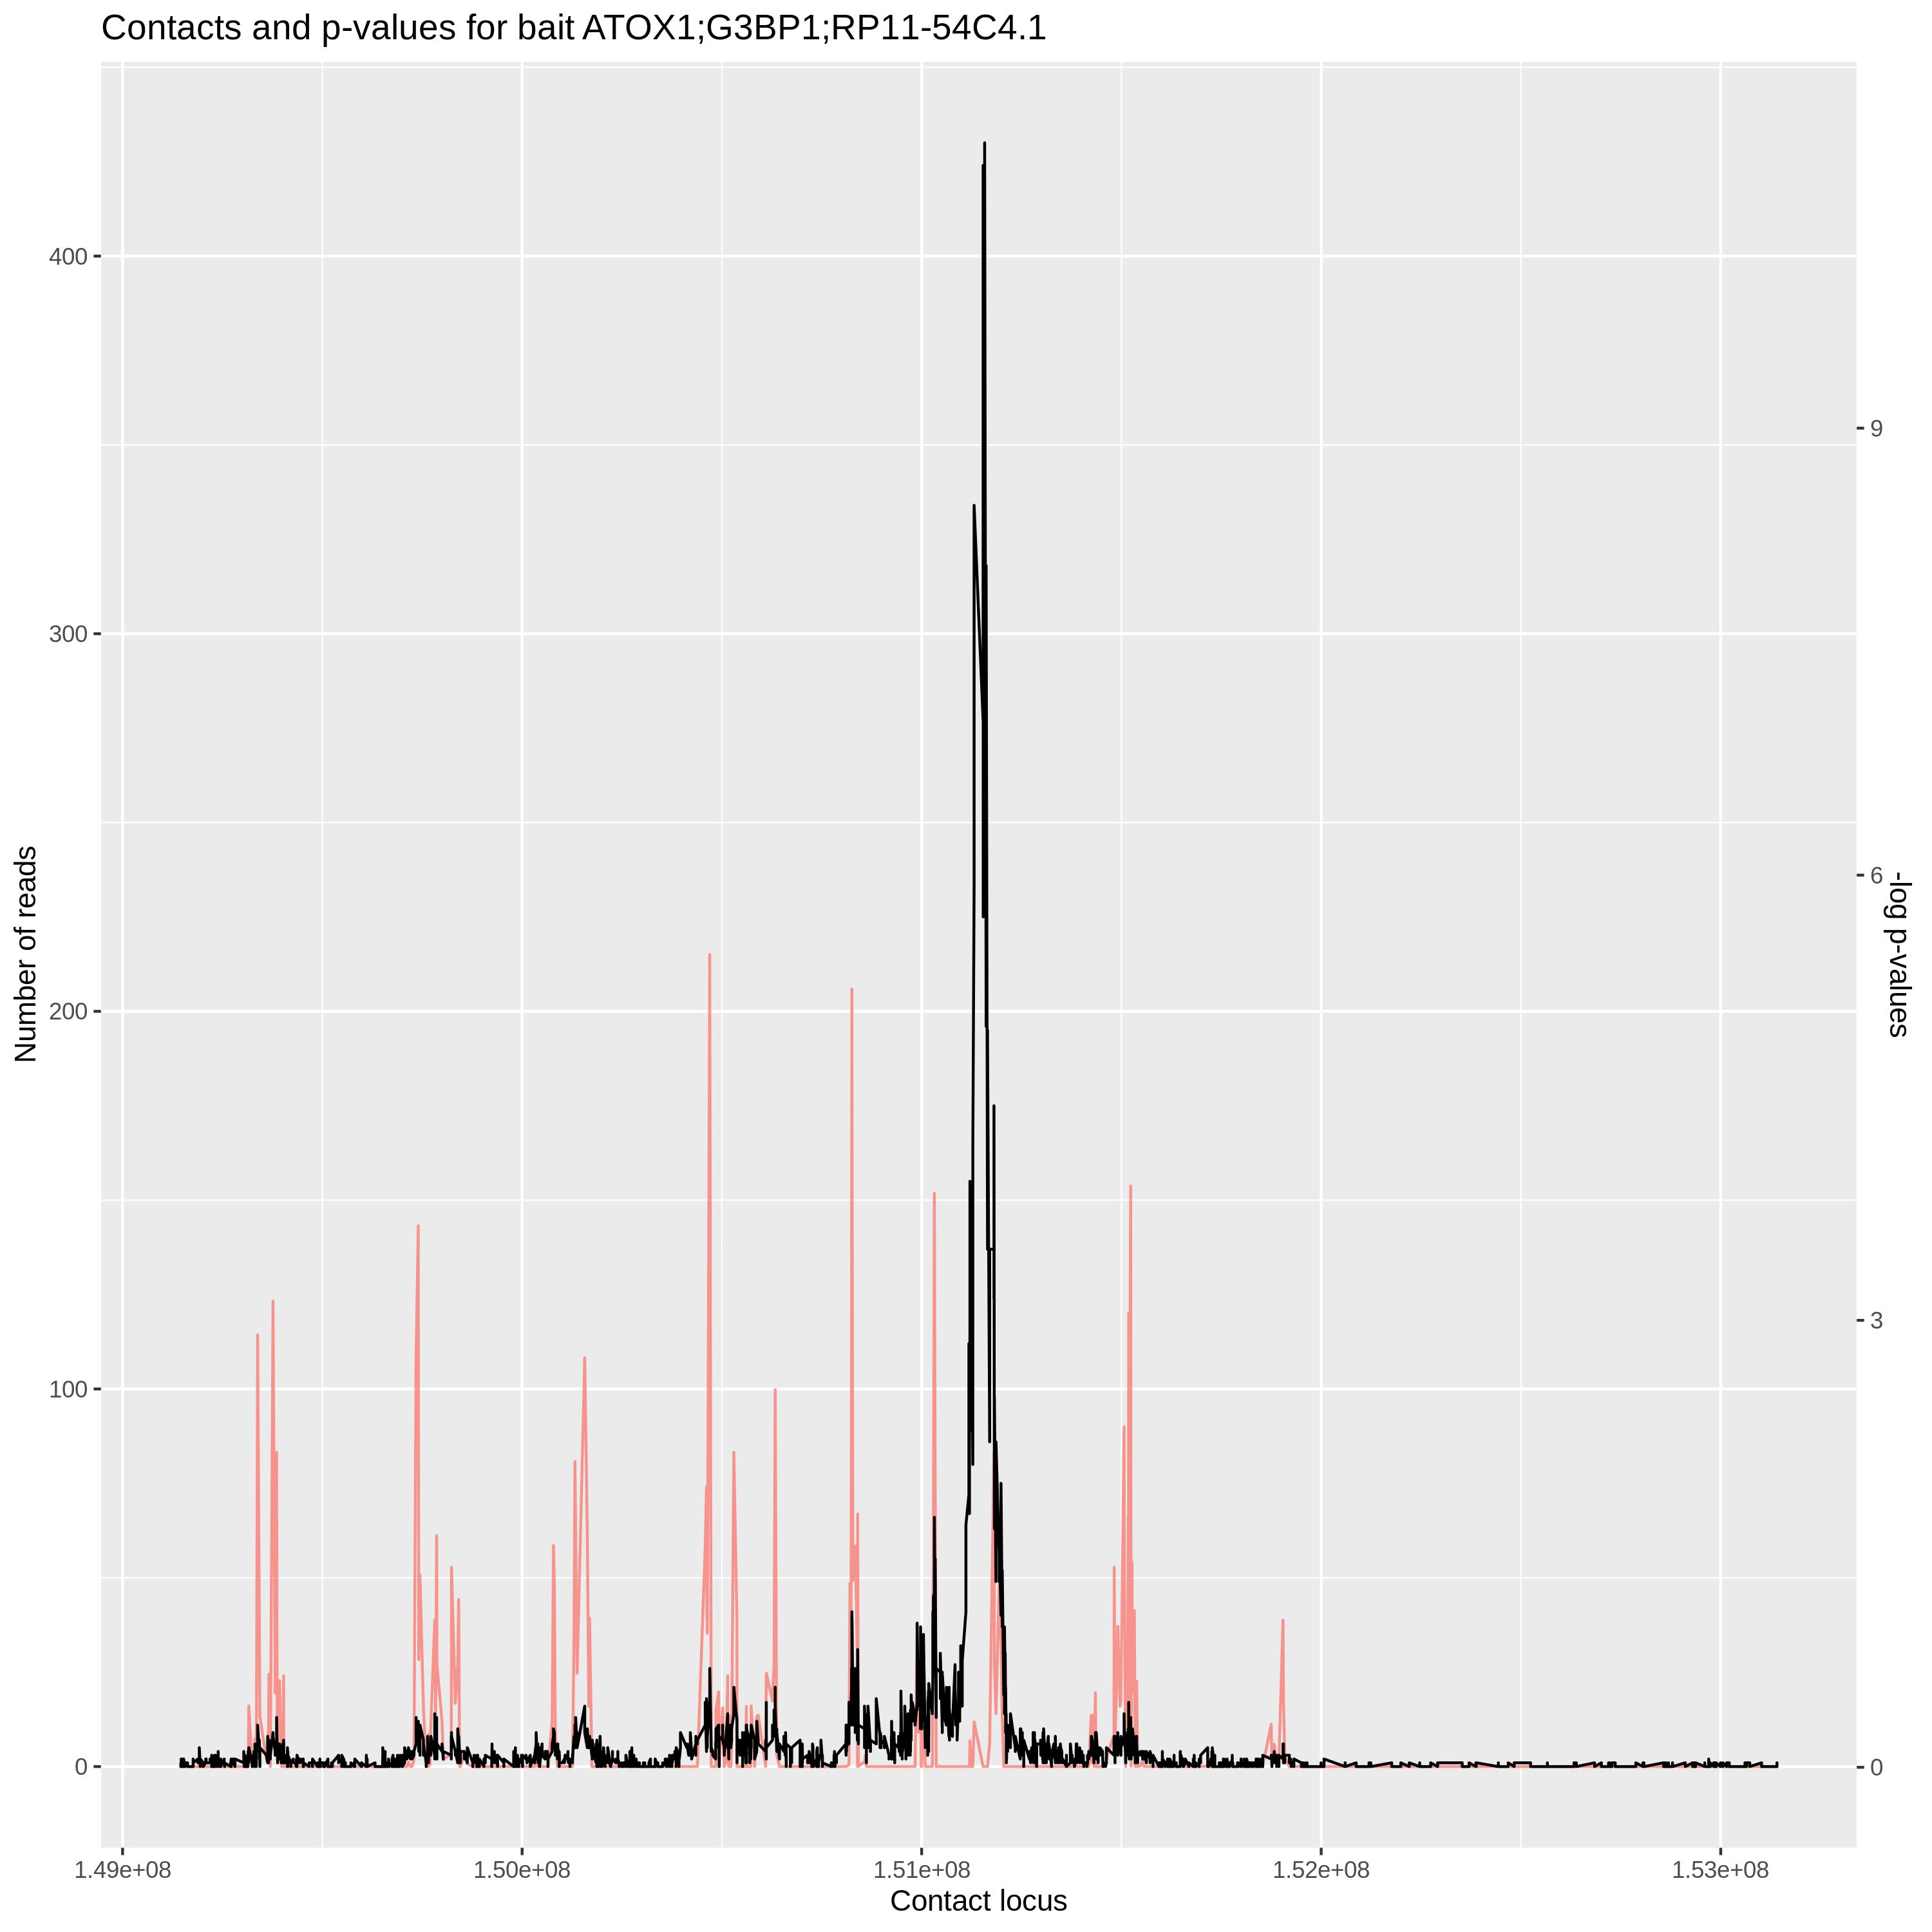 Contacts and p-values for bait ATOX1;G3BP1;RP11-54C4.1
Number of reads
400
300
200
100
0
9
6
3
0
-log p-values
1.49e+08 1.50e+08 1.51e+08 1.52e+08 1.53e+08
Contact locus